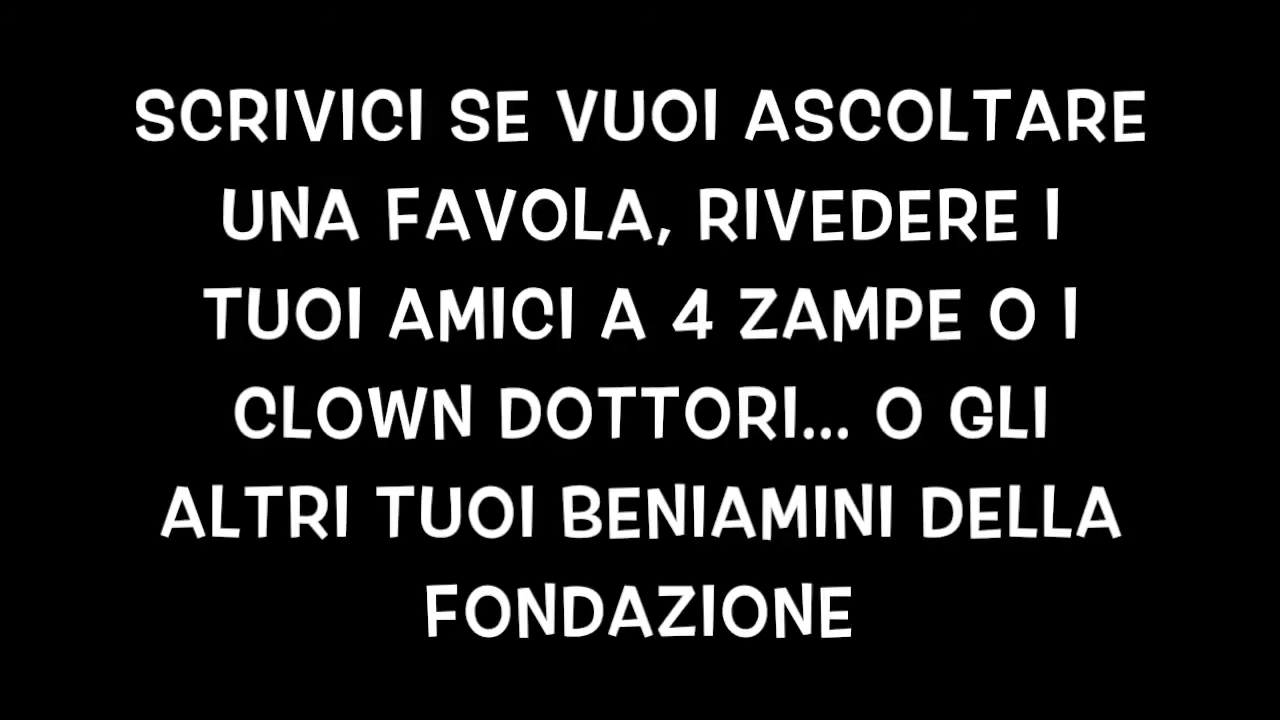 SCRIVICI SE VUOI ASCOLTARE
UNA FAVOLA, RIVEDERE I
TUOI AMICI A 4 ZAMPE O I
CLOWN DOTTORI... O GLI
ALTRI TUOI BENIAMINI DELLA
FONDAZIONE